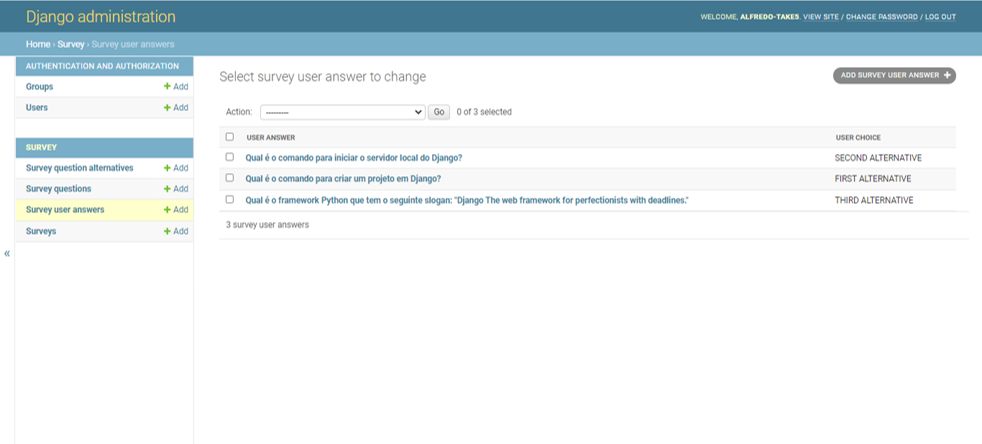 Django administration
WELCOME, ALFREDO-TAKES. VIEW SITE / CHANGE PASSWORD / LOG OUT
Home › Survey › Survey user answers
AUTHENTICATION AND AUTHORIZATION
Groups + Add
Users + Add
SURVEY
Survey question alternatives + Add
Survey questions + Add
Survey user answers + Add
Surveys + Add
«
Select survey user answer to change
ADD SURVEY USER ANSWER +
Action: --------- Go 0 of 3 selected
USER ANSWER USER CHOICE
Qual é o comando para iniciar o servidor local do Django? SECOND ALTERNATIVE
Qual é o comando para criar um projeto em Django? FIRST ALTERNATIVE
Qual é o framework Python que tem o seguinte slogan: "Django The web framework for perfectionists with deadlines." THIRD ALTERNATIVE
3 survey user answers